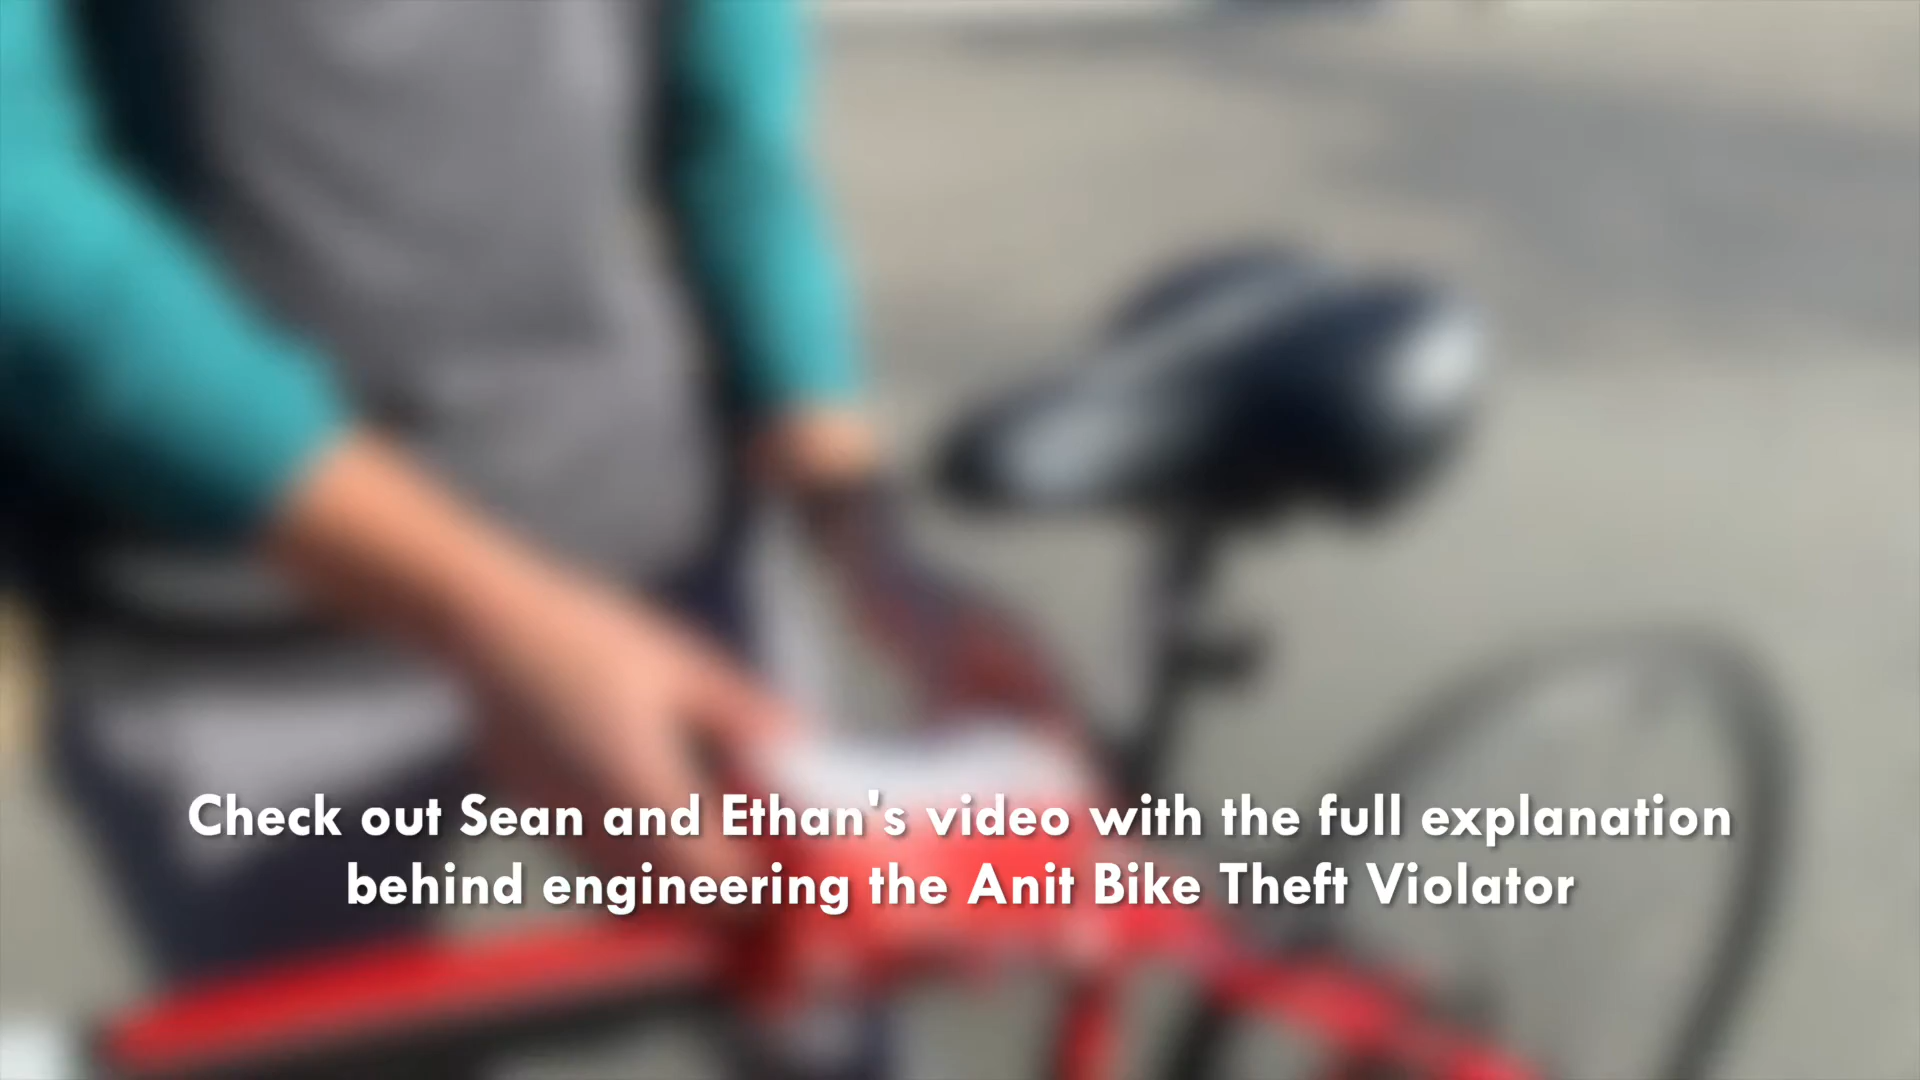 Check out Sean and Ethan's video with the full explanation
behind engineering the Anit Bike Theft Violator